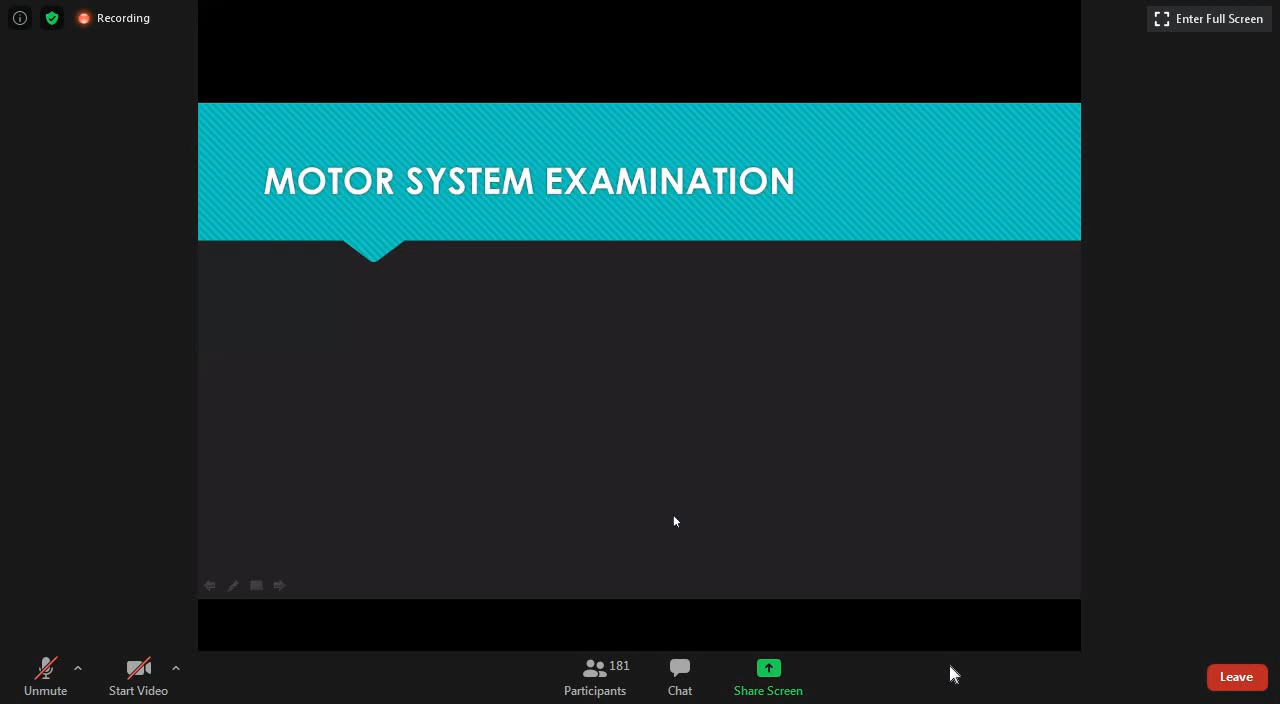 Recording
Enter Full Screen
MOTOR SYSTEM EXAMINATION
181
Unmute
Start Video
Participants
Chat
Share Screen
Leave